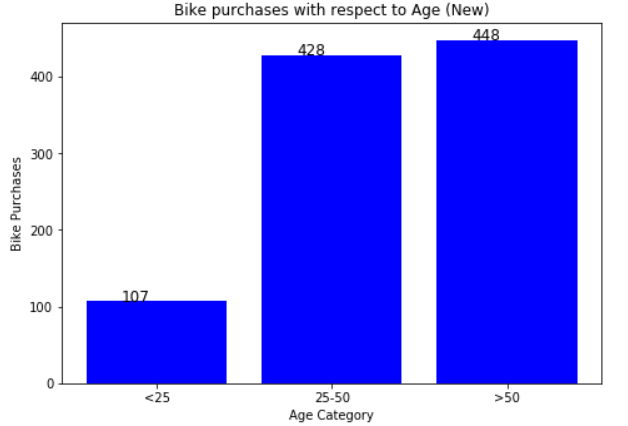 Bike purchases with respect to Age (New)
448
428
400
300
Bike Purchases
200
107
100
0
<25 25-50 >50
Age Category